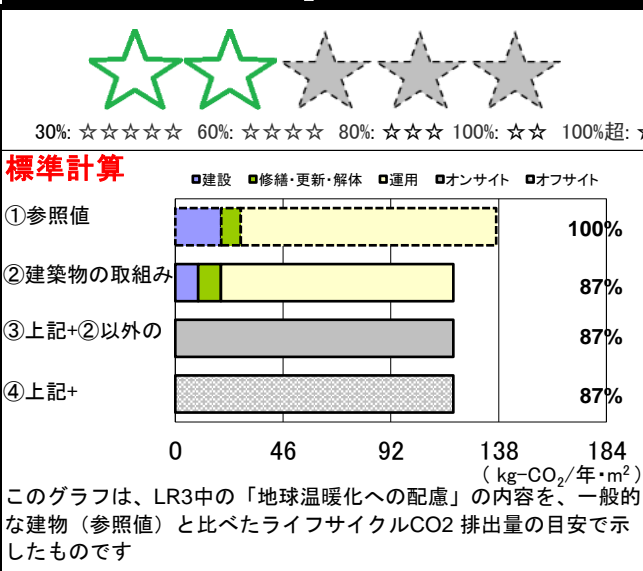 30%: ☆☆☆☆☆ 60%: ☆☆☆☆ 80%: ☆☆☆ 100%: ☆☆ 100%超: ☆
標準計算
建設 修繕・更新・解体 運用 オンサイト オフサイト
①参照値 100%
②建築物の取組み 87%
③上記+②以外の 87%
④上記+ 87%
0 46 92 138 184
( kg-CO₂/年・m² )
このグラフは、LR3中の「地球温暖化への配慮」の内容を、一般的
な建物（参照値）と比べたライフサイクルCO2 排出量の目安で示
したものです